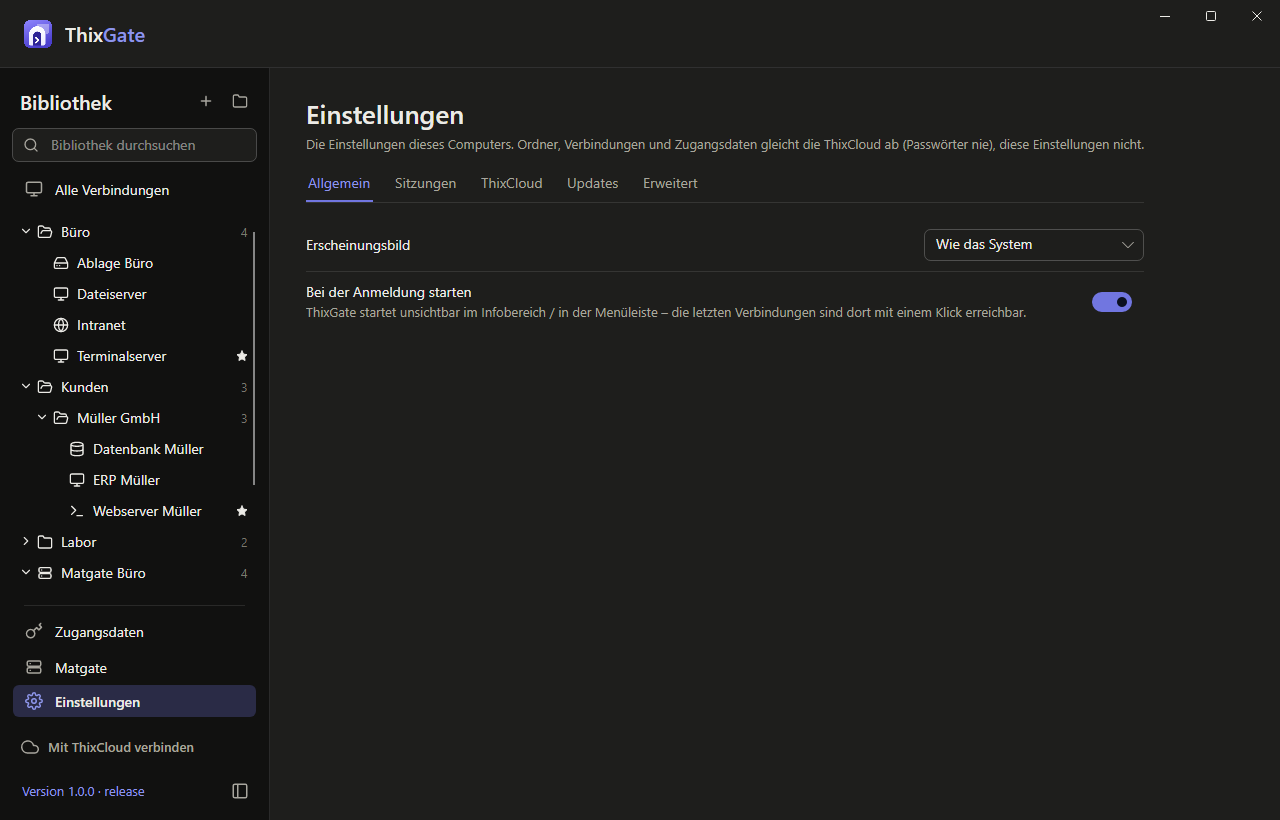 ThixGate
Bibliothek
Bibliothek durchsuchen
Alle Verbindungen
Büro 4
Ablage Büro
Dateiserver
Intranet
Terminalserver
Kunden 3
Müller GmbH 3
Datenbank Müller
ERP Müller
Webserver Müller
Labor 2
Matgate Büro 4
Zugangsdaten
Matgate
Einstellungen
Mit ThixCloud verbinden
Version 1.0.0 · release
Einstellungen
Die Einstellungen dieses Computers. Ordner, Verbindungen und Zugangsdaten gleicht die ThixCloud ab (Passwörter nie), diese Einstellungen nicht.
Allgemein Sitzungen ThixCloud Updates Erweitert
Erscheinungsbild Wie das System
Bei der Anmeldung starten
ThixGate startet unsichtbar im Infobereich / in der Menüleiste – die letzten Verbindungen sind dort mit einem Klick erreichbar.